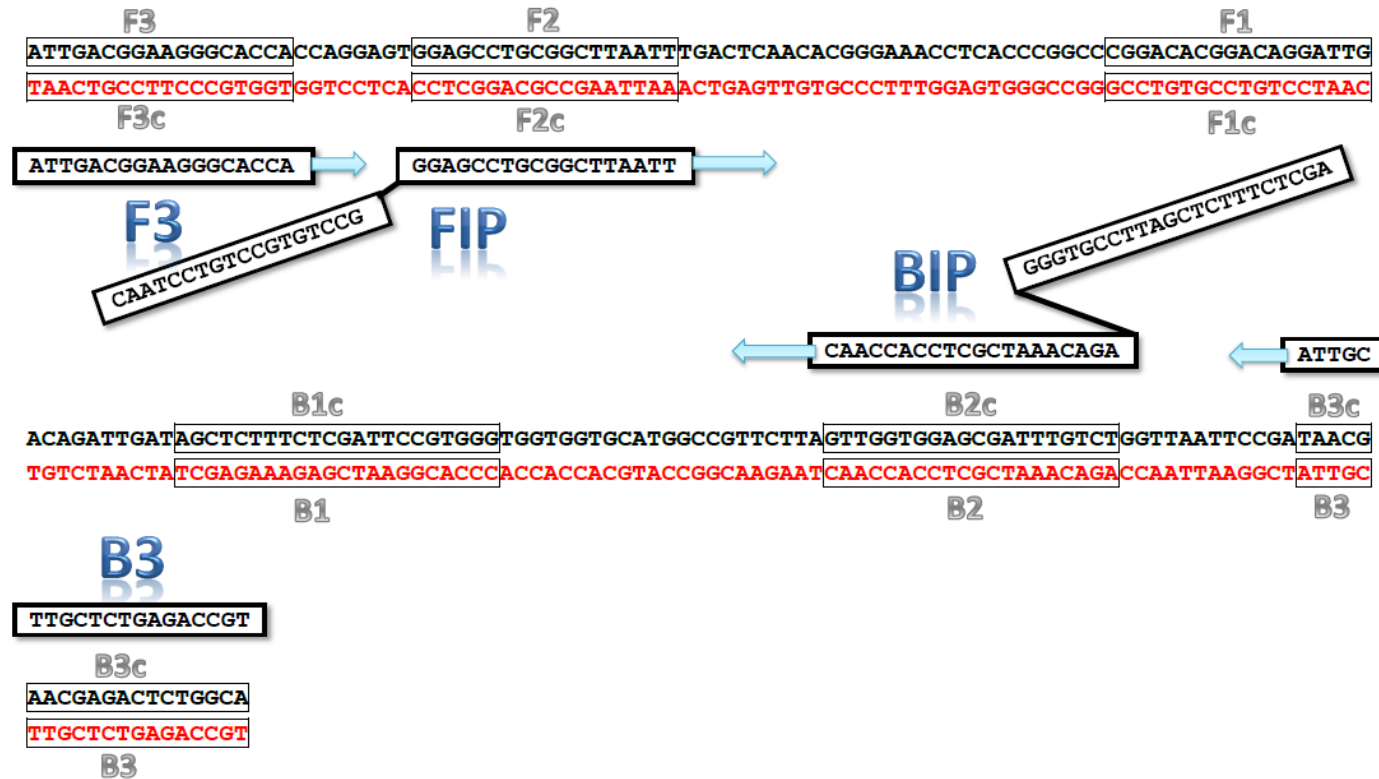 F3 F2 F1
ATTGACGGAAGGGCACCACCAGGAGTGGAGCCTGCGGCTTAATTTGACTCAACACGGGAAACCTCACCCGGCCCGGACACGGACAGGATTG
TAACTGCCTTCCCGTGGTGGTCCTCACCTCGGACGCCGAATTAAACTGAGTTGTGCCCTTTGGAGTGGGCCGGGCCTGTGCCTGTCCTAAC
F3c F2c F1c
ATTGACGGAAGGGCACCA GGAGCCTGCGGCTTAATT
F3 FIP
CAATCCTGTCCGTGTCCG
GGGTGCCTTAGCTCTTTCTCGA
BIP
CAACCACCTCGCTAAACAGA ATTGC
B1c B2c B3c
ACAGATTGATAGCTCTTTCTCGATTCCGTGGGTGGTGGTGCATGGCCGTTCTTAGTTGGTGGAGCGATTTGTCTGGTTAATTCCGATAACG
TGTCTAACTATCGAGAAAGAGCTAAGGCACCCACCACCACGTACCGGCAAGAATCAACCACCTCGCTAAACAGACCAATTAAGGCTATTGC
B1 B2 B3
B3
TTGCTCTGAGACCGT
B3c
AACGAGACTCTGGCA
TTGCTCTGAGACCGT
B3